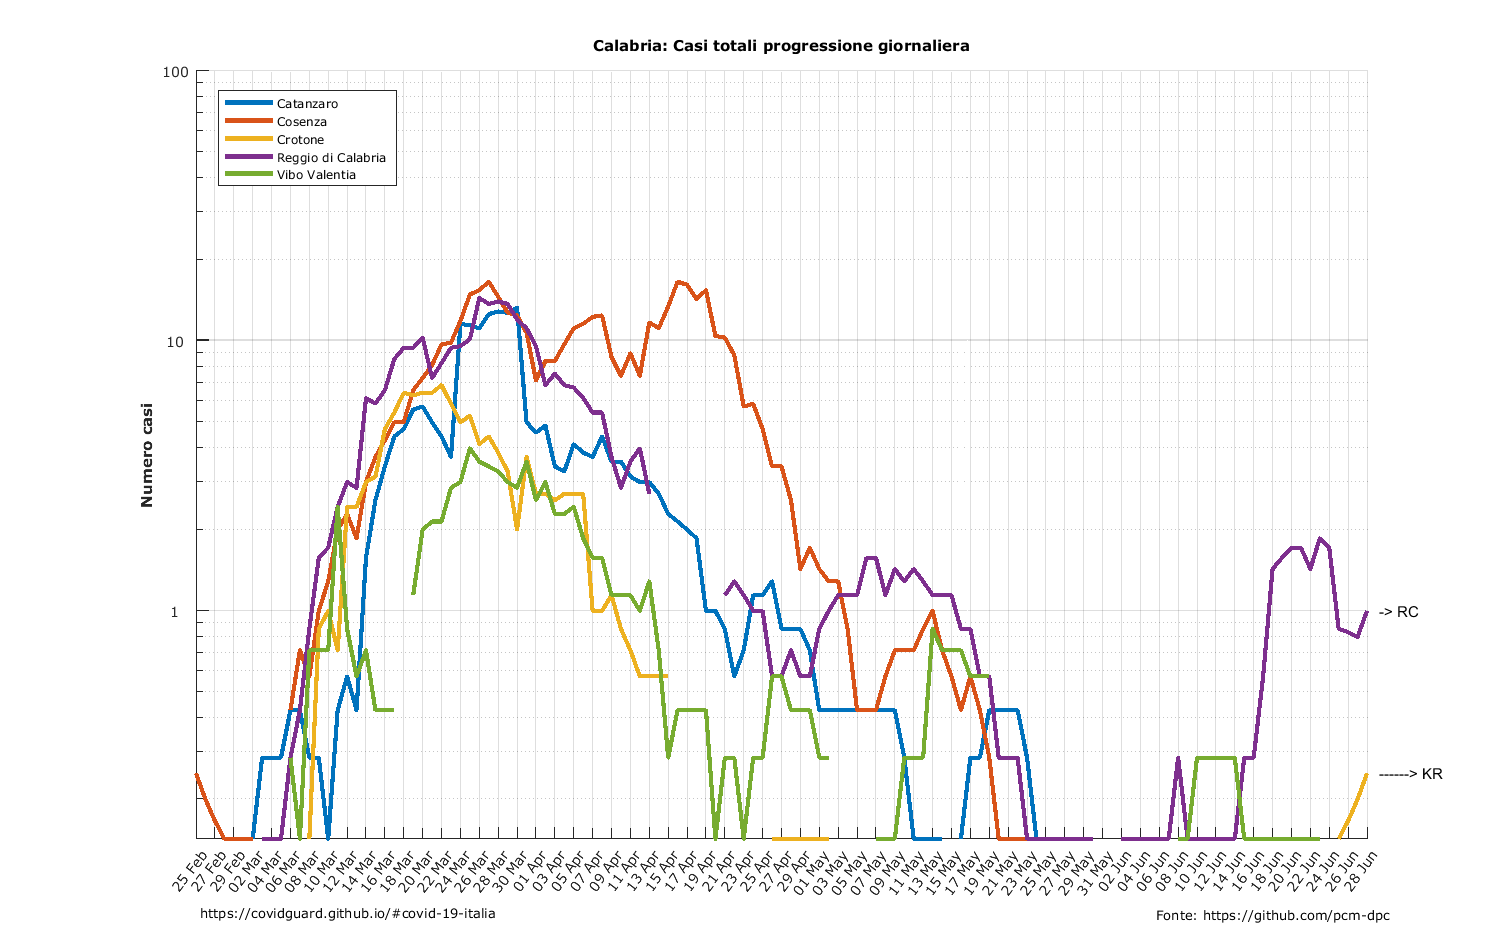 Calabria: Casi totali progressione giornaliera
100
10
1
Numero casi
Catanzaro
Cosenza
Crotone
Reggio di Calabria
Vibo Valentia
-> RC
------> KR
25 Feb
27 Feb
29 Feb
02 Mar
04 Mar
06 Mar
08 Mar
10 Mar
12 Mar
14 Mar
16 Mar
18 Mar
20 Mar
22 Mar
24 Mar
26 Mar
28 Mar
30 Mar
01 Apr
03 Apr
05 Apr
07 Apr
09 Apr
11 Apr
13 Apr
15 Apr
17 Apr
19 Apr
21 Apr
23 Apr
25 Apr
27 Apr
29 Apr
01 May
03 May
05 May
07 May
09 May
11 May
13 May
15 May
17 May
19 May
21 May
23 May
25 May
27 May
29 May
31 May
02 Jun
04 Jun
06 Jun
08 Jun
10 Jun
12 Jun
14 Jun
16 Jun
18 Jun
20 Jun
22 Jun
24 Jun
26 Jun
28 Jun
https://covidguard.github.io/#covid-19-italia
Fonte: https://github.com/pcm-dpc